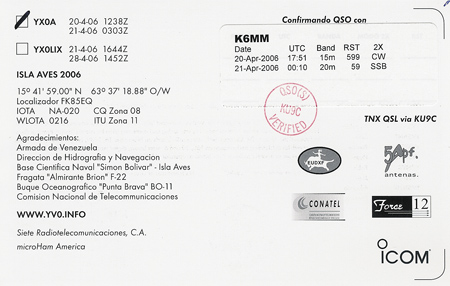 YX0A 20-4-06 1238Z
21-4-06 0303Z
YX0LIX 21-4-06 1644Z
28-4-06 1452Z
ISLA AVES 2006
15° 41' 59.00" N 63° 37' 18.88" O/W
Localizador FK85EQ
IOTA NA-020 CQ Zona 08
WLOTA 0216 ITU Zona 11
Agradecimientos:
Armada de Venezuela
Direccion de Hidrografia y Navegacion
Base Cientifica Naval "Simon Bolivar" - Isla Aves
Fragata "Almirante Brion" F-22
Buque Oceanografico "Punta Brava" BO-11
Comision Nacional de Telecomunicaciones
WWW.YV0.INFO
Siete Radiotelecomunicaciones, C.A.
microHam America
Confirmando QSO con
K6MM
Date UTC Band RST 2X
20-Apr-2006 17:51 15m 599 CW
21-Apr-2006 00:10 20m 59 SSB
QSO(S)
KU9C
VERIFIED
TNX QSL via KU9C
EUDXF
antenas.
CONATEL
Force 12
ICOM